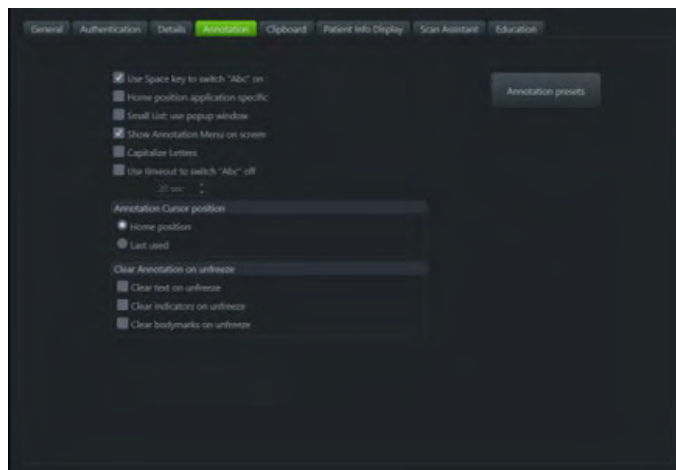 General Authentication Details Annotation Clipboard Patient Info Display Scan Assistant Education
Use Space key to switch "Abc" on
Annotation presets
Home position application specific
Small List: use popup window
Show Annotation Menu on screen
Capitalize Letters
Use timeout to switch "Abc" off
20 sec
Annotation Cursor position
Home position
Last used
Clear Annotation on unfreeze
Clear text on unfreeze
Clear indicators on unfreeze
Clear bodymarks on unfreeze